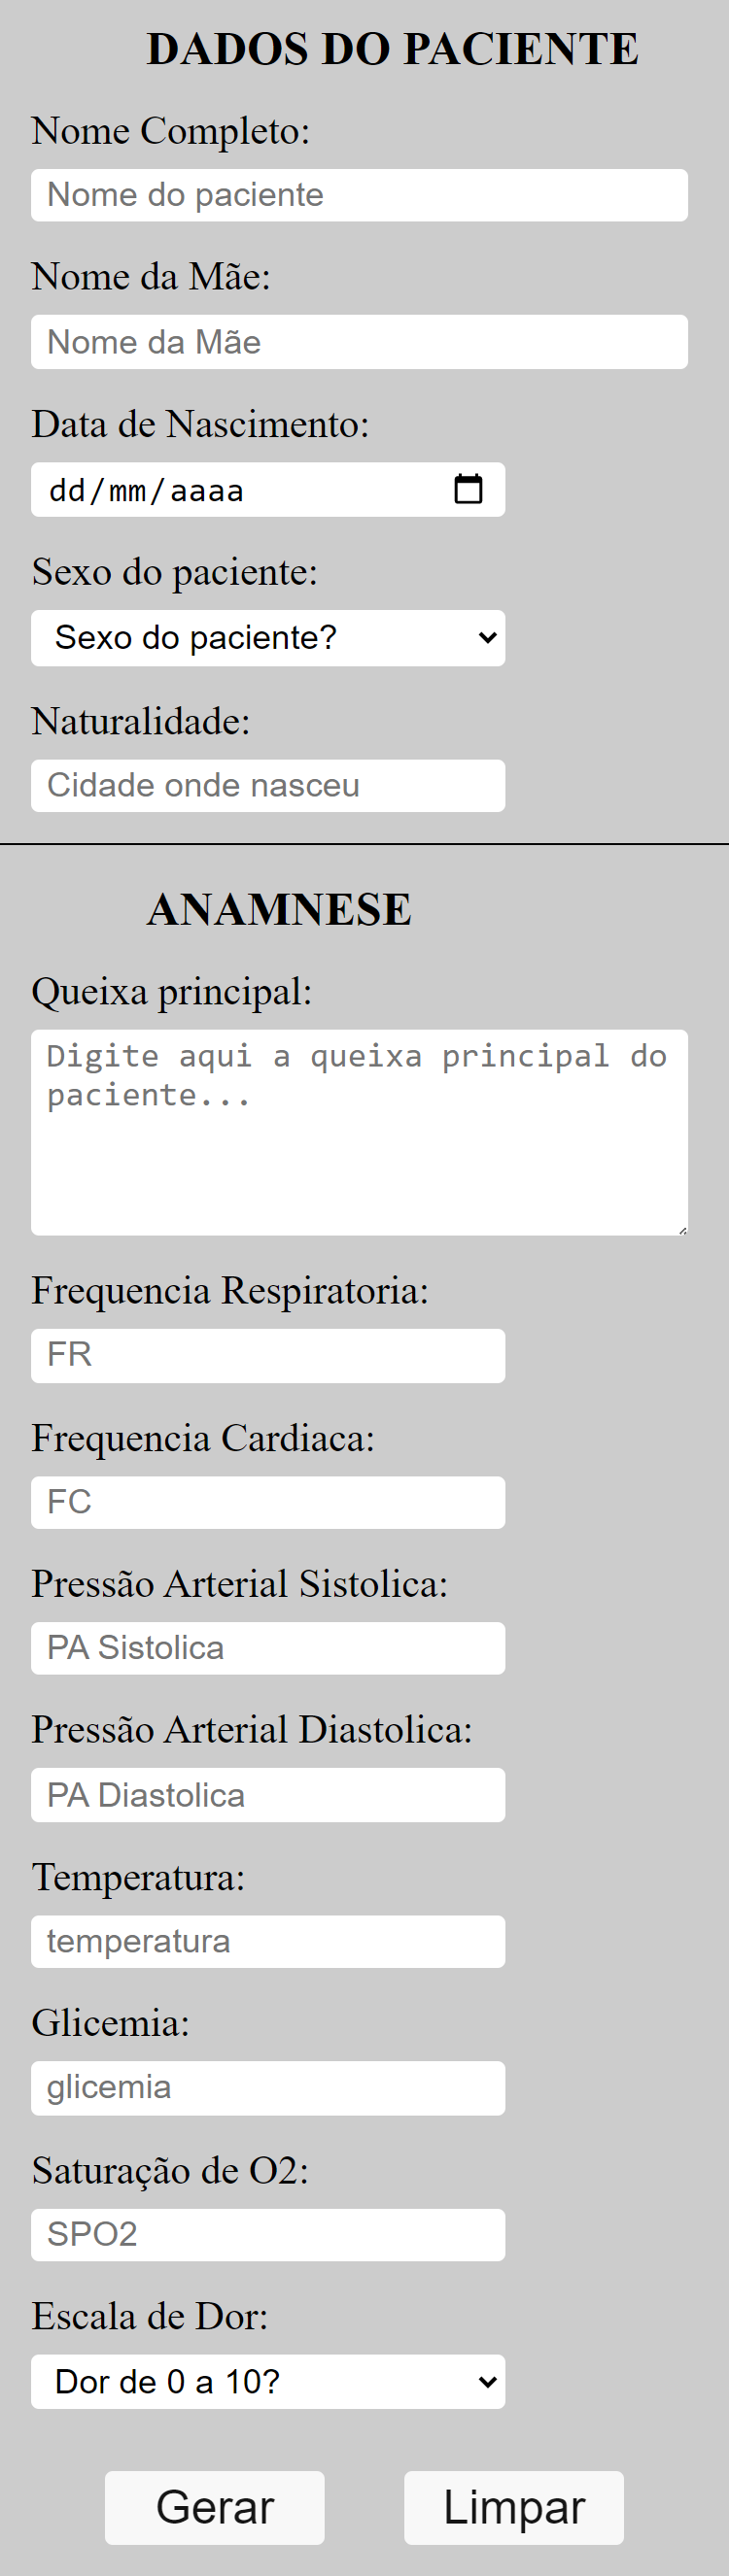 DADOS DO PACIENTE
Nome Completo:
Nome do paciente
Nome da Mãe:
Nome da Mãe
Data de Nascimento:
dd/mm/aaaa
Sexo do paciente:
Sexo do paciente?
Naturalidade:
Cidade onde nasceu
ANAMNESE
Queixa principal:
Digite aqui a queixa principal do
paciente...
Frequencia Respiratoria:
FR
Frequencia Cardiaca:
FC
Pressão Arterial Sistolica:
PA Sistolica
Pressão Arterial Diastolica:
PA Diastolica
Temperatura:
temperatura
Glicemia:
glicemia
Saturação de O2:
SPO2
Escala de Dor:
Dor de 0 a 10?
Gerar Limpar